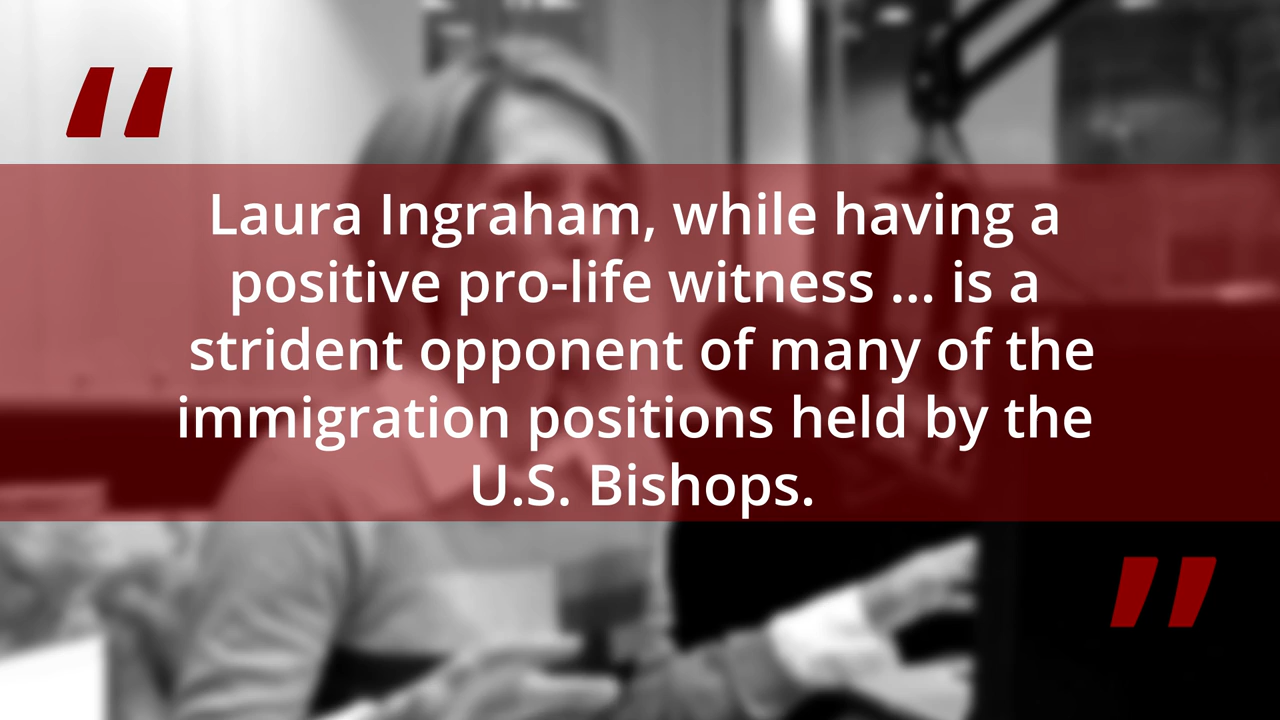 "
Laura Ingraham, while having a
positive pro-life witness ... is a
strident opponent of many of the
immigration positions held by the
U.S. Bishops.
"